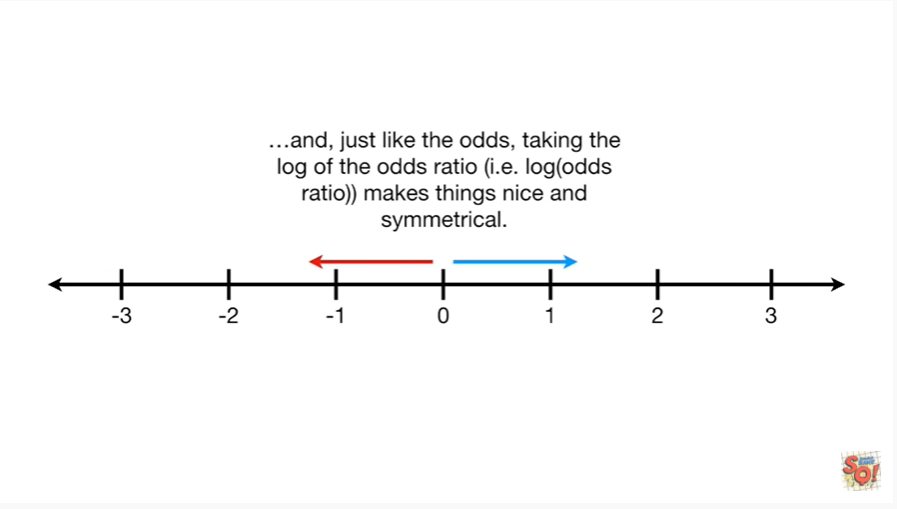 …and, just like the odds, taking the
log of the odds ratio (i.e. log(odds
ratio)) makes things nice and
symmetrical.
-3 -2 -1 0 1 2 3
SQ!